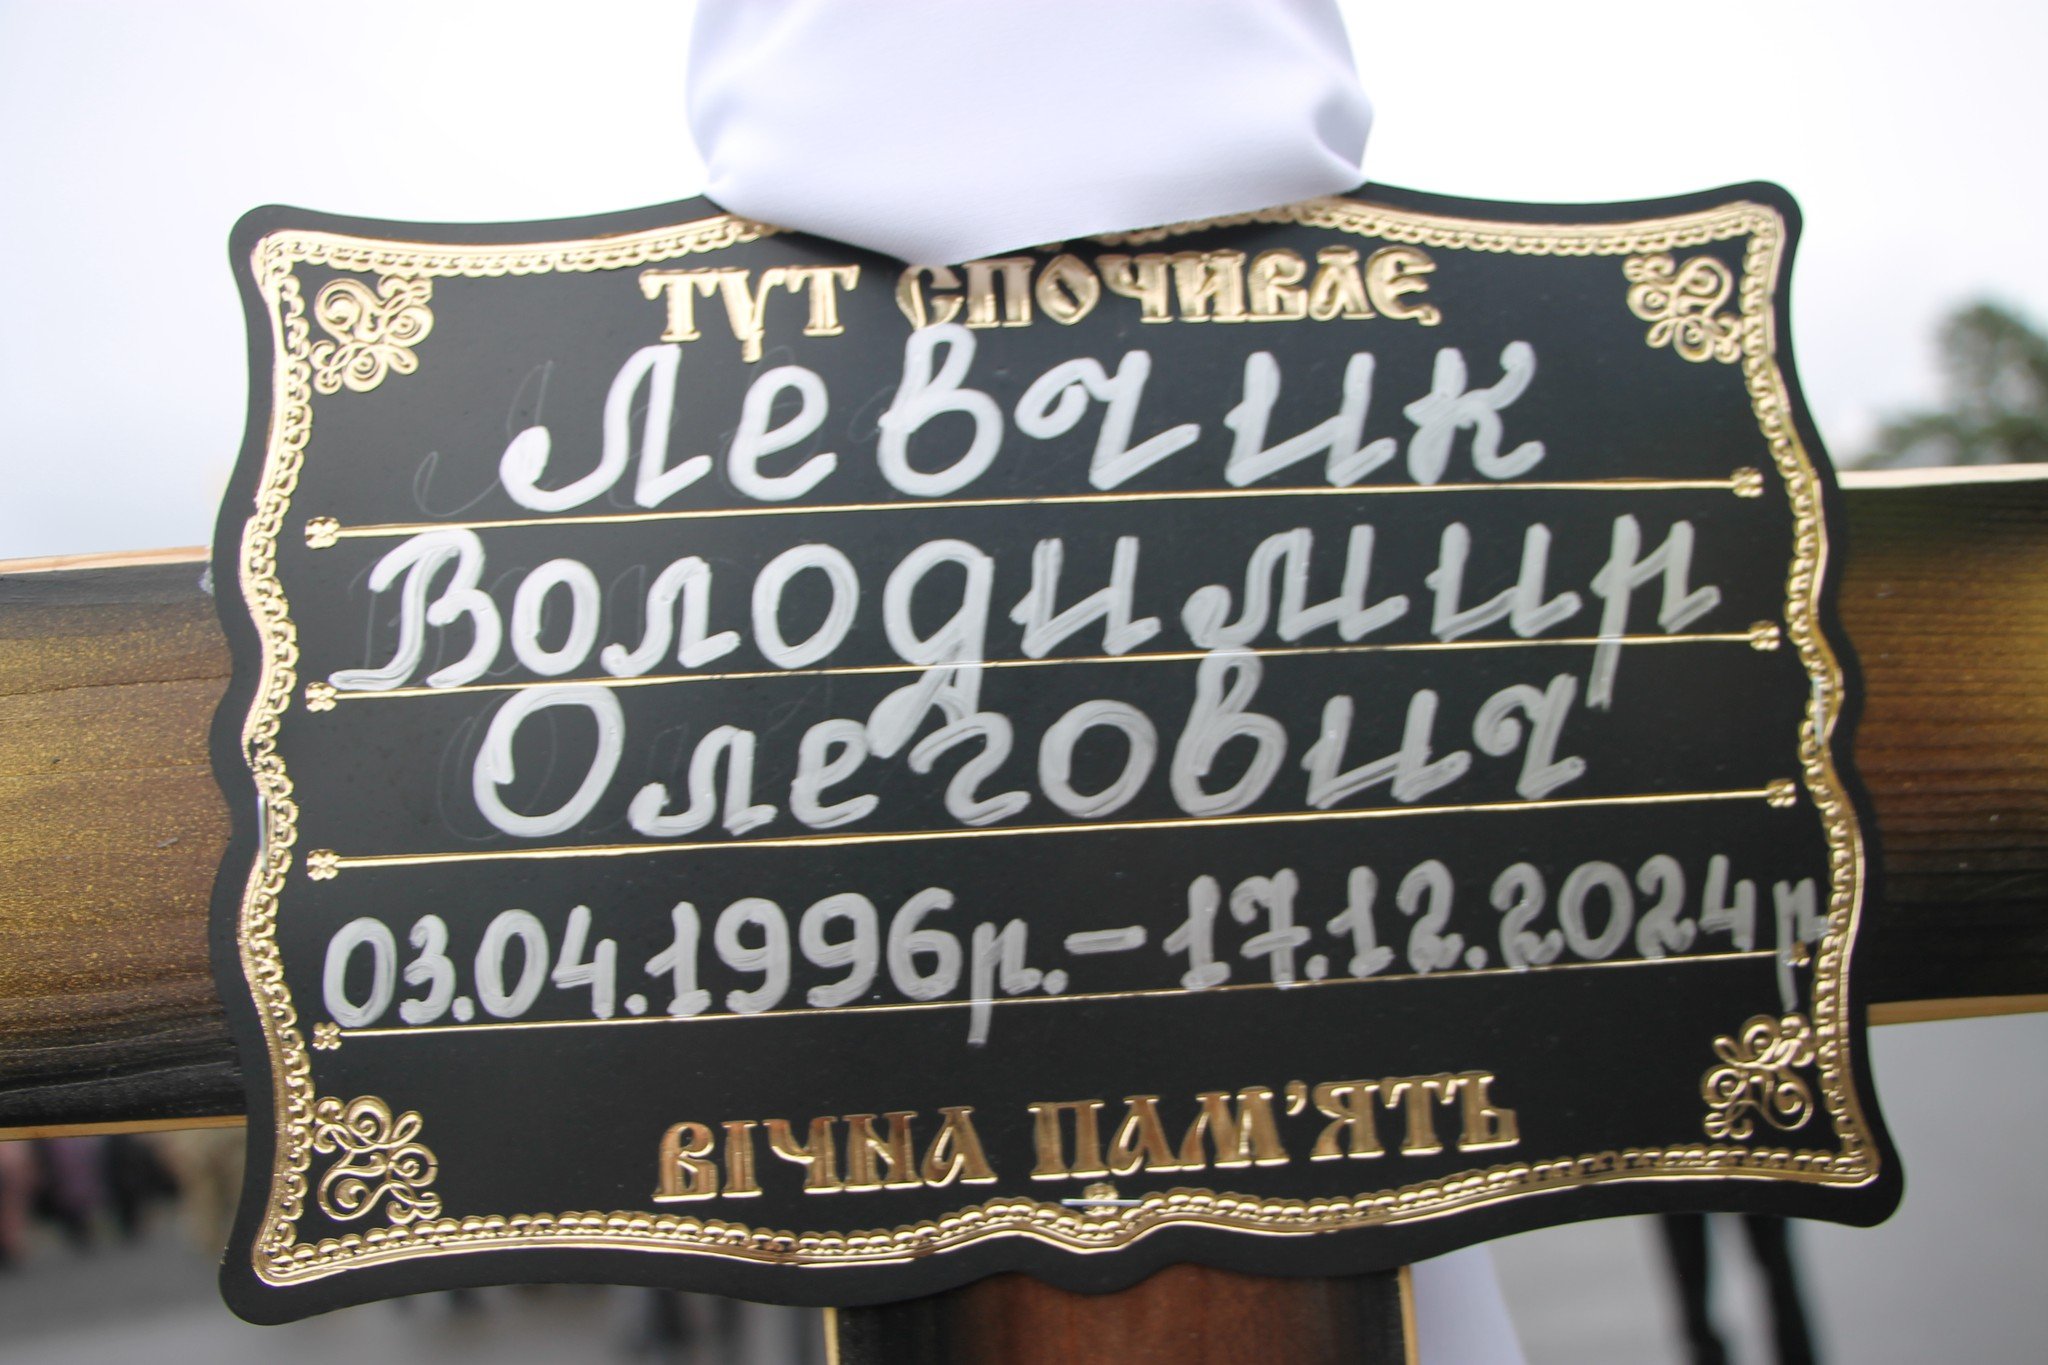 ТУТ СПОЧИВАЄ
Левчик
Володимир
Олегович
03.04.1996р.-17.12.2024р
ВІЧНА ПАМ'ЯТЬ